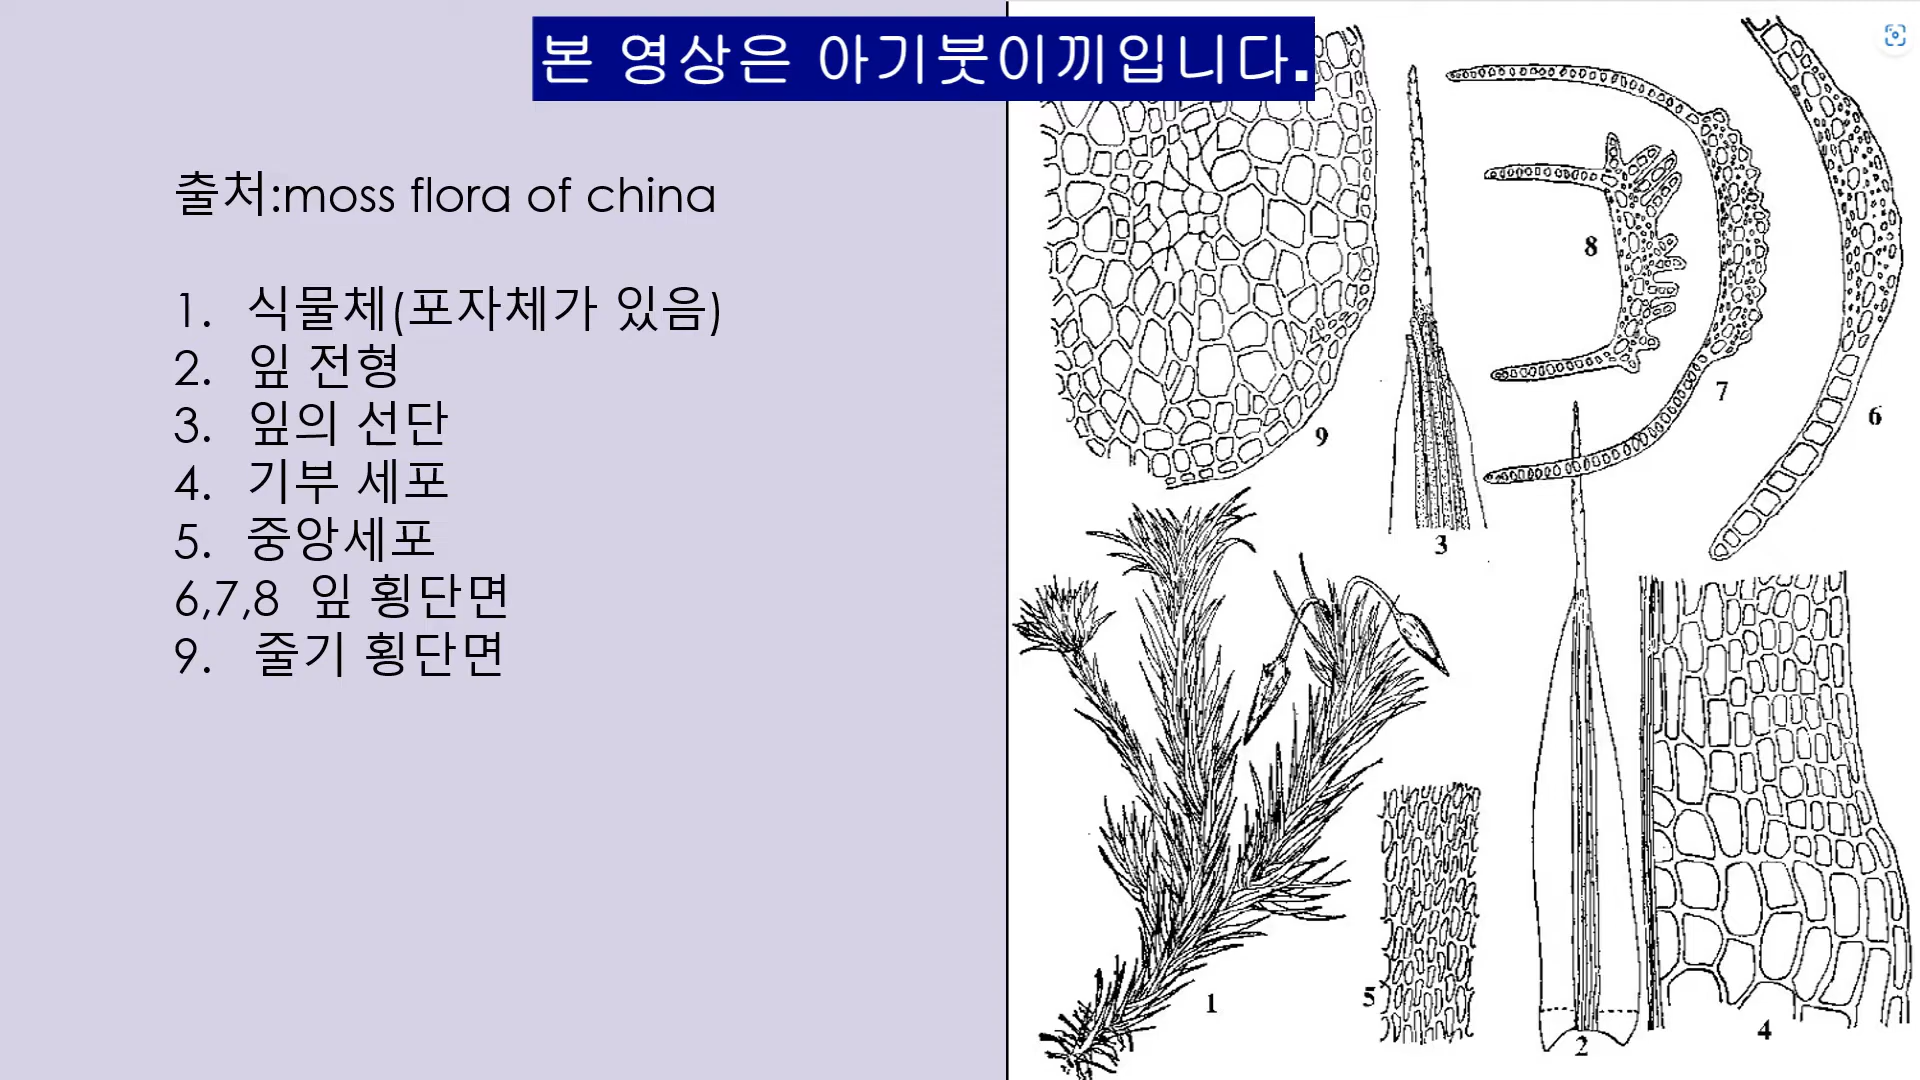 본 영상은 아기붓이끼입니다.
출처:moss flora of china
1. 식물체(포자체가 있음)
2. 잎 전형
3. 잎의 선단
4. 기부 세포
5. 중앙세포
6,7,8 잎 횡단면
9. 줄기 횡단면
8
7
6
9
3
1
5
2
4